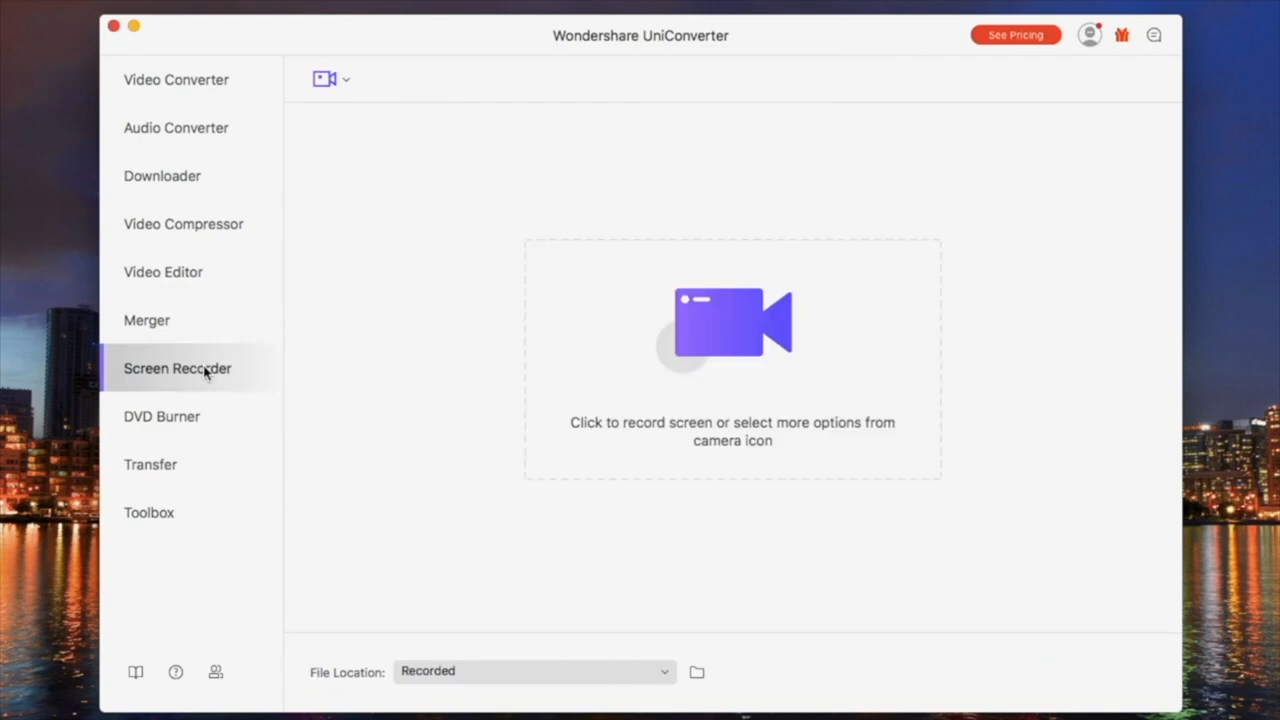 Wondershare UniConverter
See Pricing
Video Converter
Audio Converter
Downloader
Video Compressor
Video Editor
Merger
Screen Recorder
DVD Burner
Transfer
Toolbox
Click to record screen or select more options from
camera icon
File Location:
Recorded